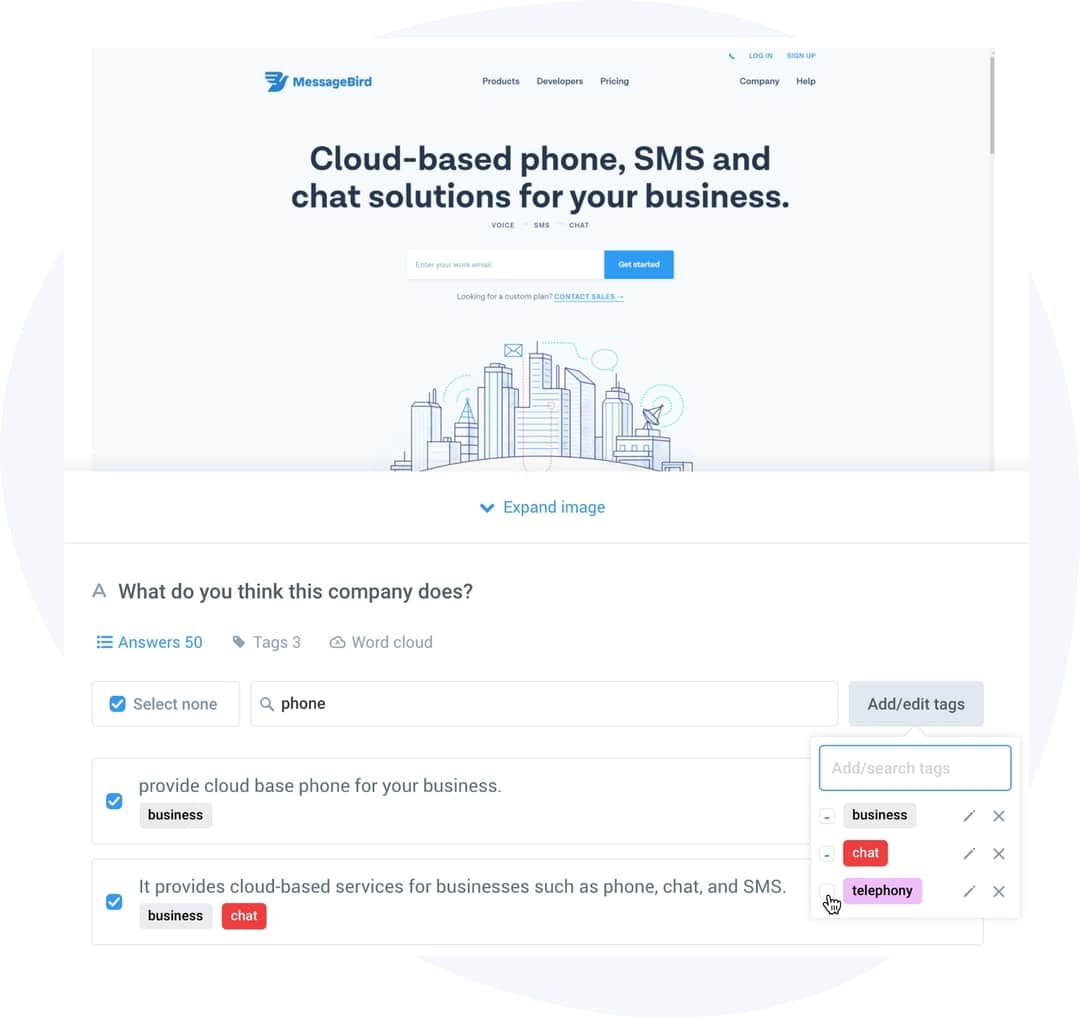 LOG IN SIGN UP
MessageBird Products Developers Pricing Company Help
Cloud-based phone, SMS and
chat solutions for your business.
VOICE SMS CHAT
Enter your work email Get started
Looking for a custom plan? CONTACT SALES →
Expand image
A What do you think this company does?
Answers 50 Tags 3 Word cloud
Select none phone Add/edit tags
Add/search tags
provide cloud base phone for your business.
business
business
chat
telephony
It provides cloud-based services for businesses such as phone, chat, and SMS.
business chat